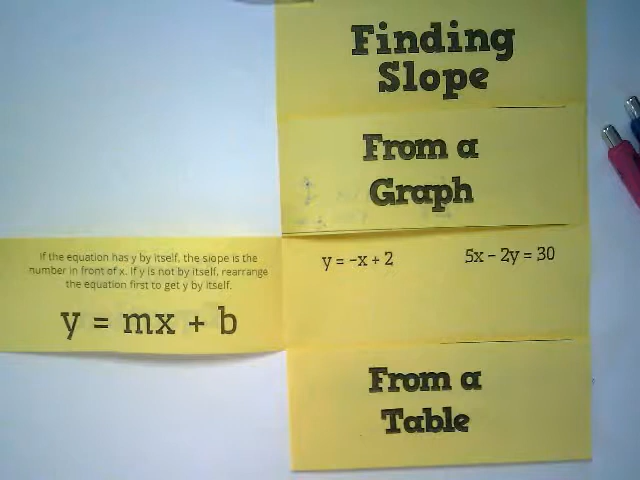 Finding
Slope
From a
Graph
If the equation has y by itself, the slope is the
number in front of x. If y is not by itself, rearrange
the equation first to get y by itself.
y = mx + b
y = -x + 2
5x - 2y = 30
From a
Table